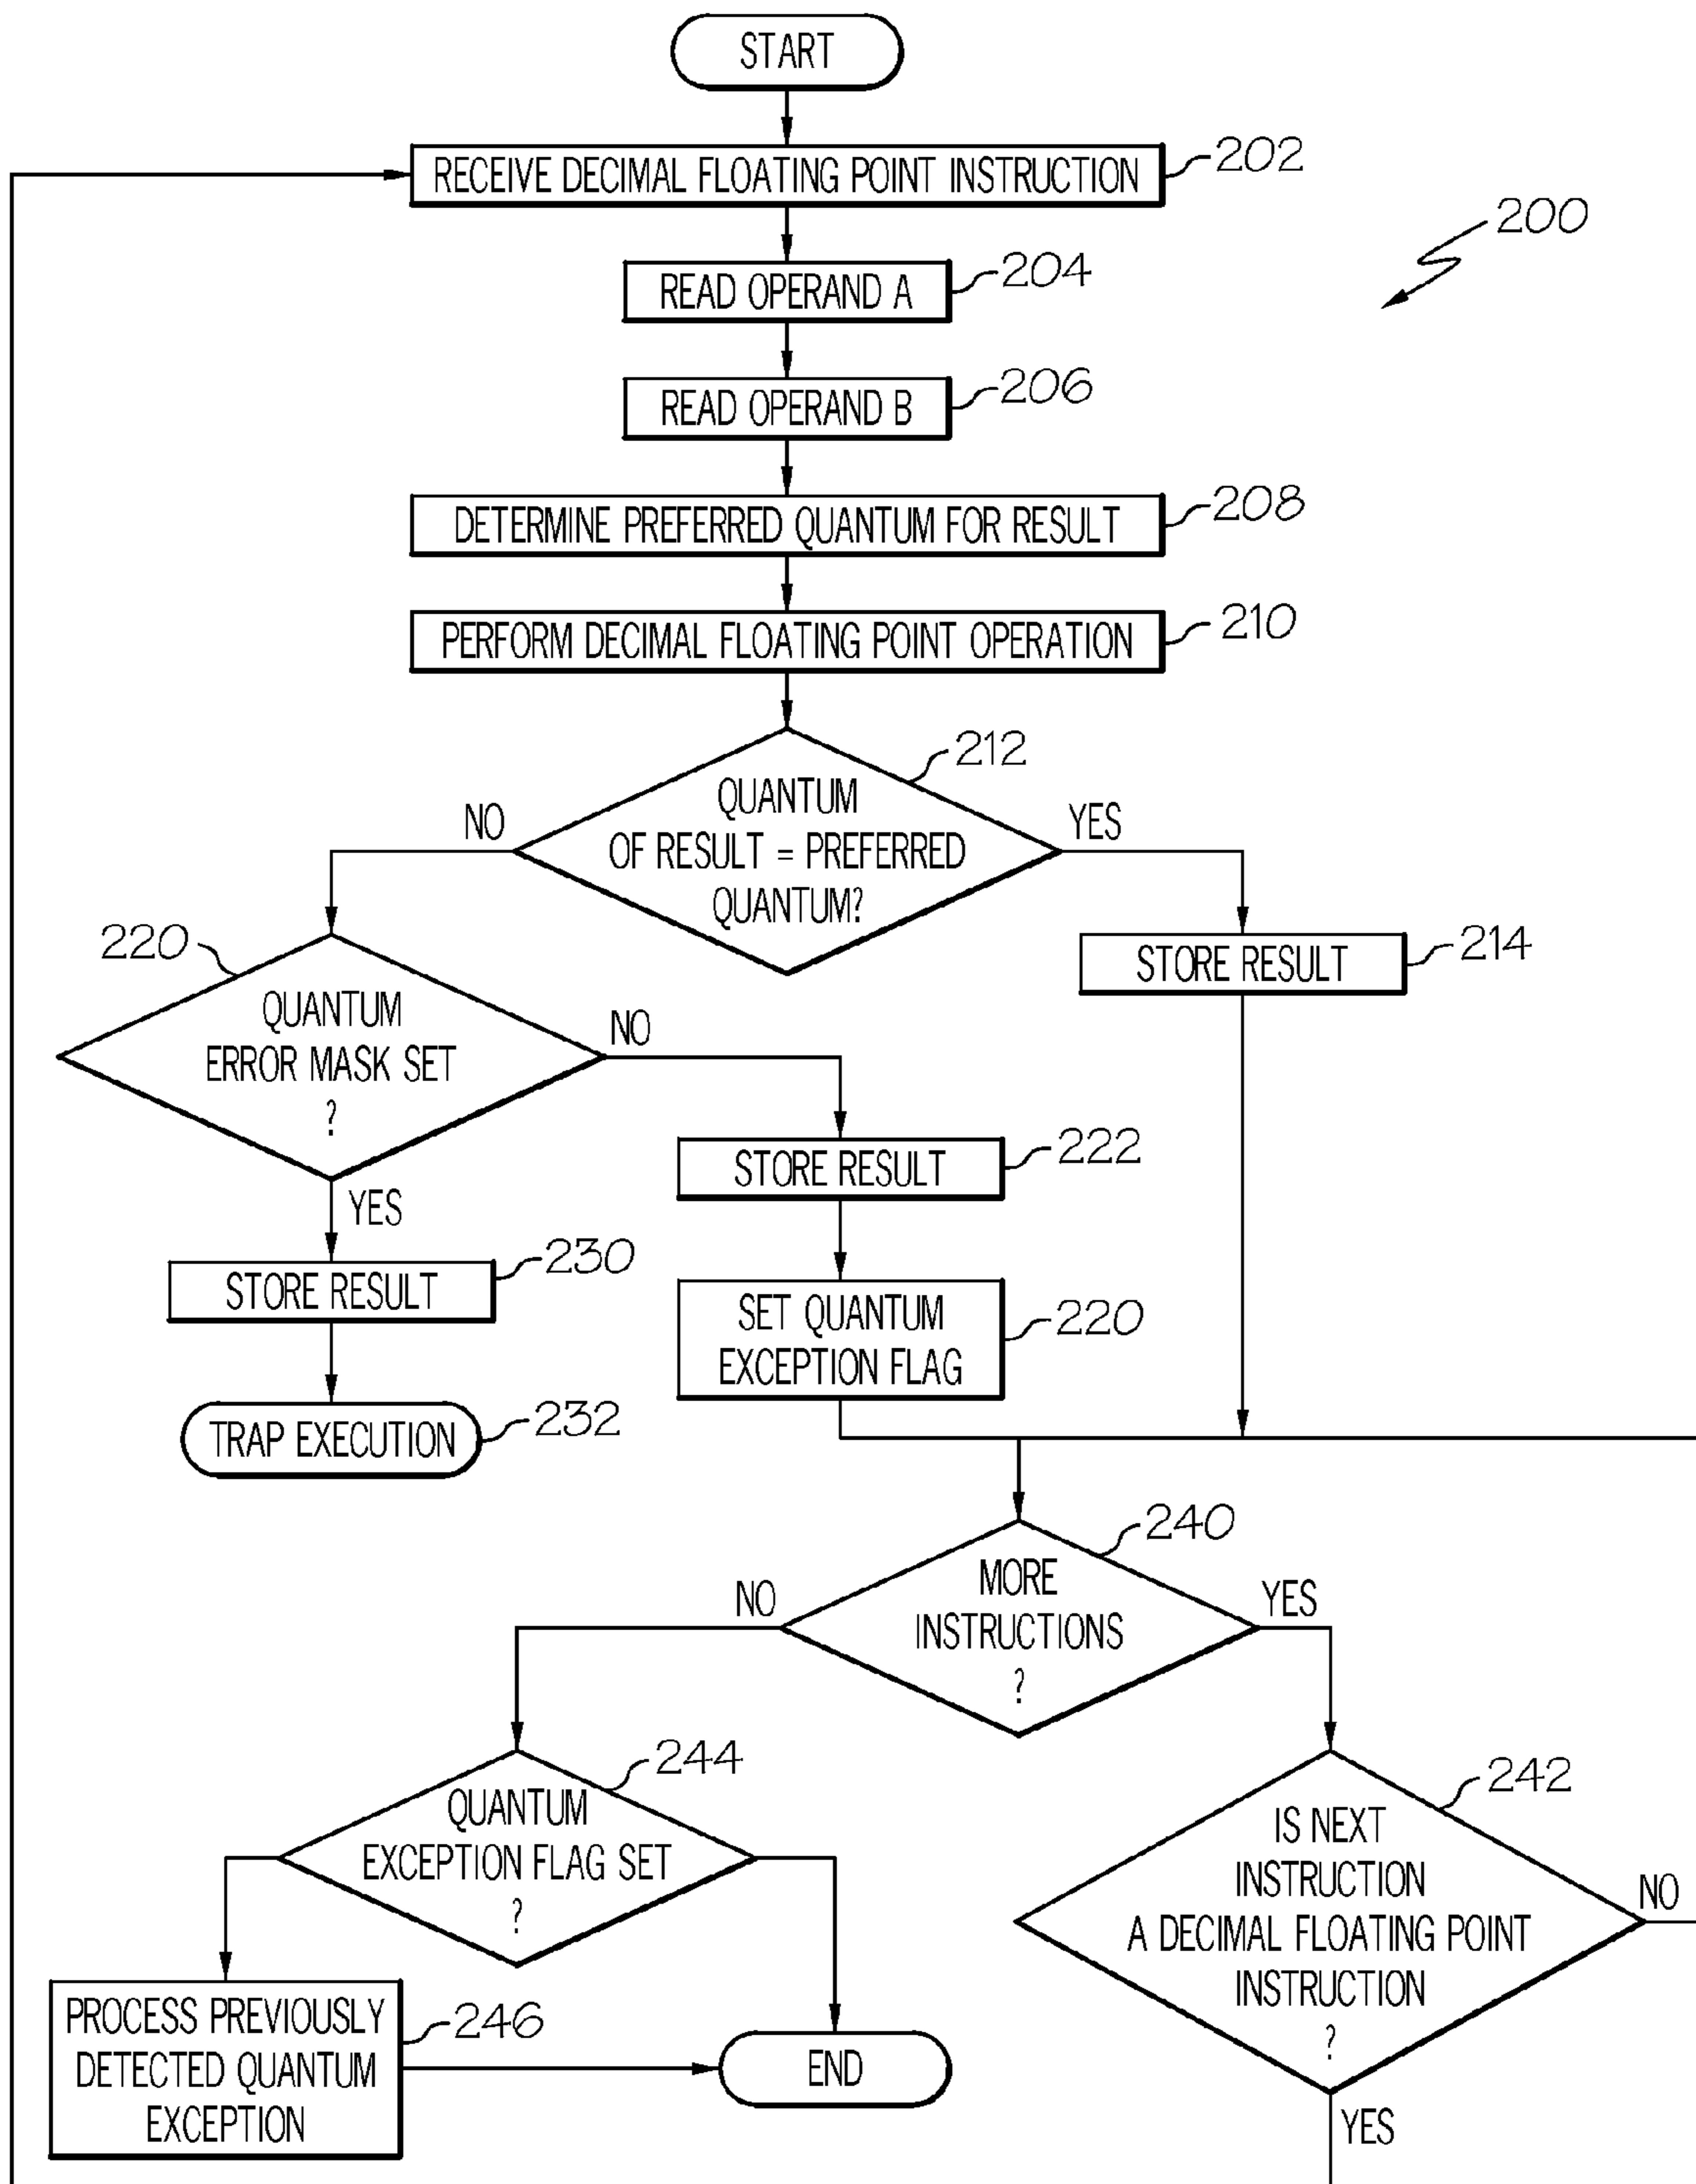 START
RECEIVE DECIMAL FLOATING POINT INSTRUCTION
202
200
READ OPERAND A
204
READ OPERAND B
206
DETERMINE PREFERRED QUANTUM FOR RESULT
208
PERFORM DECIMAL FLOATING POINT OPERATION
210
212
QUANTUM
OF RESULT = PREFERRED
QUANTUM?
NO
YES
220
QUANTUM
ERROR MASK SET
?
NO
YES
STORE RESULT
214
STORE RESULT
222
STORE RESULT
230
SET QUANTUM
EXCEPTION FLAG
220
TRAP EXECUTION
232
240
MORE
INSTRUCTIONS
?
NO
YES
244
QUANTUM
EXCEPTION FLAG SET
?
242
IS NEXT
INSTRUCTION
A DECIMAL FLOATING POINT
INSTRUCTION
?
NO
YES
PROCESS PREVIOUSLY
DETECTED QUANTUM
EXCEPTION
246
END